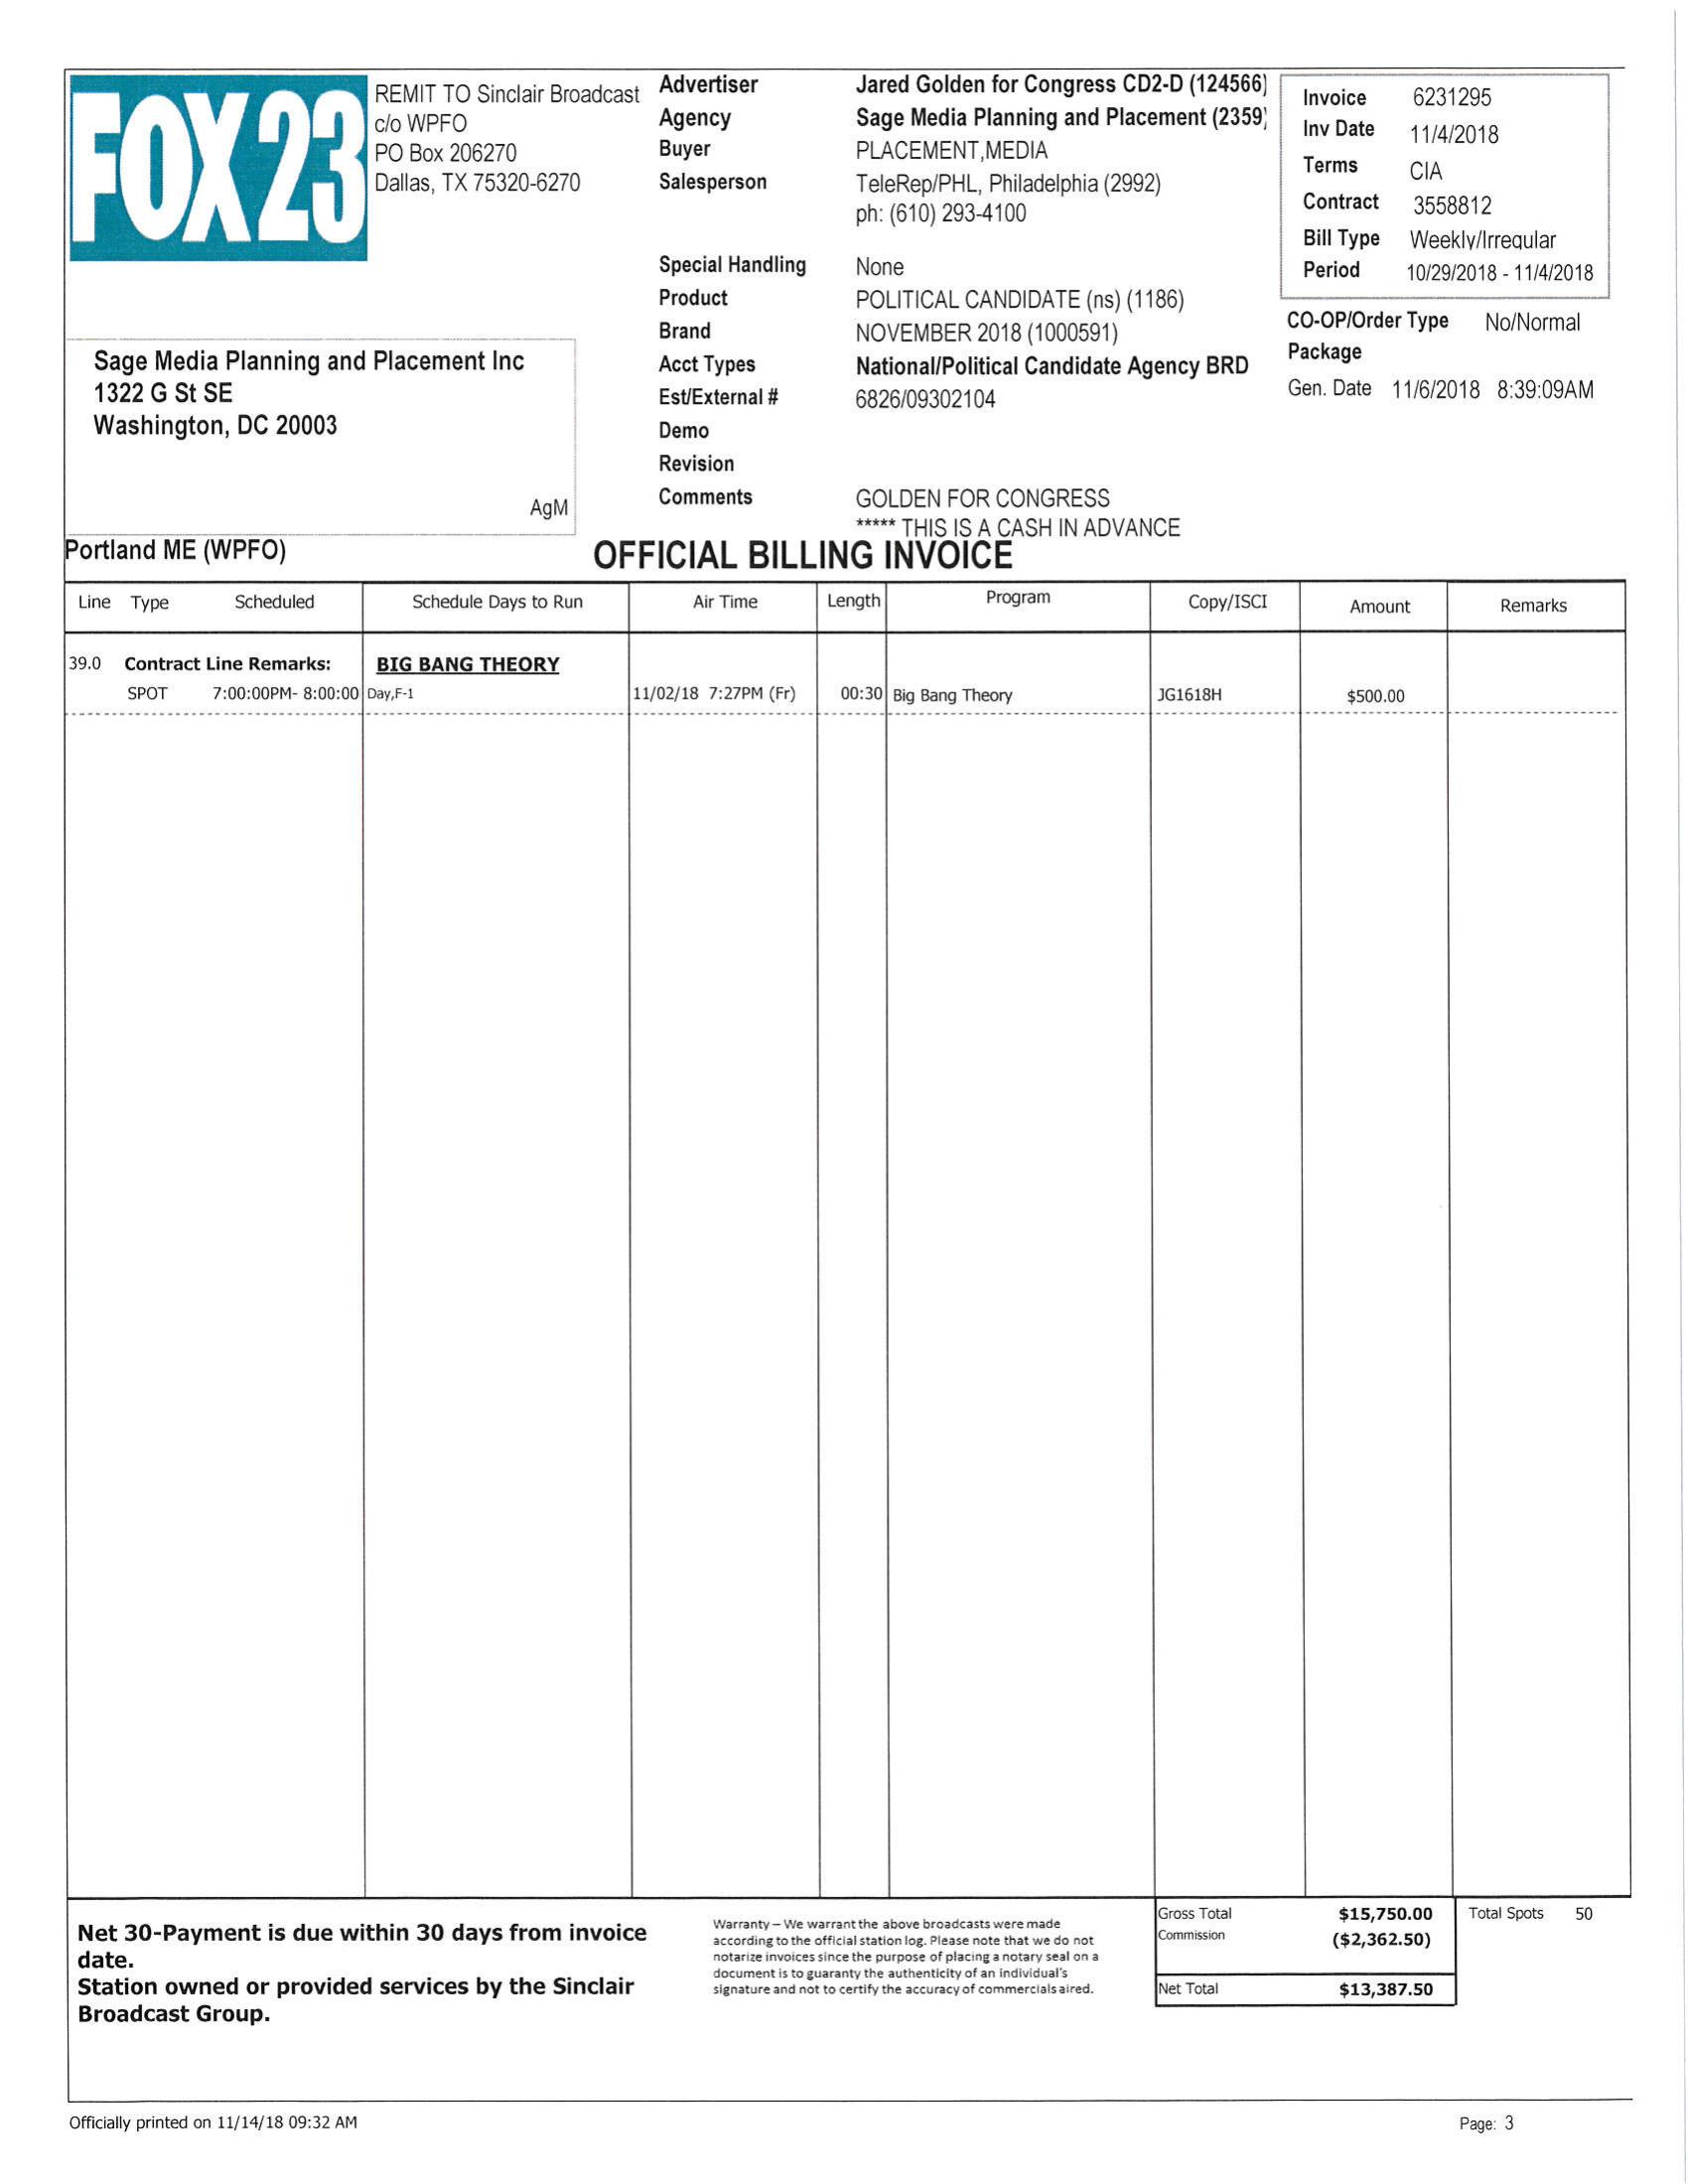 FOX23
REMIT TO Sinclair Broadcast
c/o WPFO
PO Box 206270
Dallas, TX 75320-6270
Advertiser Jared Golden for Congress CD2-D (124566)
Agency Sage Media Planning and Placement (2359)
Buyer PLACEMENT,MEDIA
Salesperson TeleRep/PHL, Philadelphia (2992)
ph: (610) 293-4100
Special Handling None
Product POLITICAL CANDIDATE (ns) (1186)
Brand NOVEMBER 2018 (1000591)
Acct Types National/Political Candidate Agency BRD
Est/External # 6826/09302104
Demo
Revision
Comments GOLDEN FOR CONGRESS
***** THIS IS A CASH IN ADVANCE
Invoice 6231295
Inv Date 11/4/2018
Terms CIA
Contract 3558812
Bill Type Weekly/Irregular
Period 10/29/2018 - 11/4/2018
CO-OP/Order Type No/Normal
Package
Gen. Date 11/6/2018 8:39:09AM
Sage Media Planning and Placement Inc
1322 G St SE
Washington, DC 20003
AgM
Portland ME (WPFO) OFFICIAL BILLING INVOICE
Line Type Scheduled Schedule Days to Run Air Time Length Program Copy/ISCI Amount Remarks
39.0 Contract Line Remarks: BIG BANG THEORY
SPOT 7:00:00PM- 8:00:00 Day,F-1 11/02/18 7:27PM (Fr) 00:30 Big Bang Theory JG1618H $500.00
Net 30-Payment is due within 30 days from invoice
date.
Station owned or provided services by the Sinclair
Broadcast Group.
Warranty – We warrant the above broadcasts were made
according to the official station log. Please note that we do not
notarize invoices since the purpose of placing a notary seal on a
document is to guaranty the authenticity of an individual's
signature and not to certify the accuracy of commercials aired.
Gross Total $15,750.00 Total Spots 50
Commission ($2,362.50)
Net Total $13,387.50
Officially printed on 11/14/18 09:32 AM
Page: 3